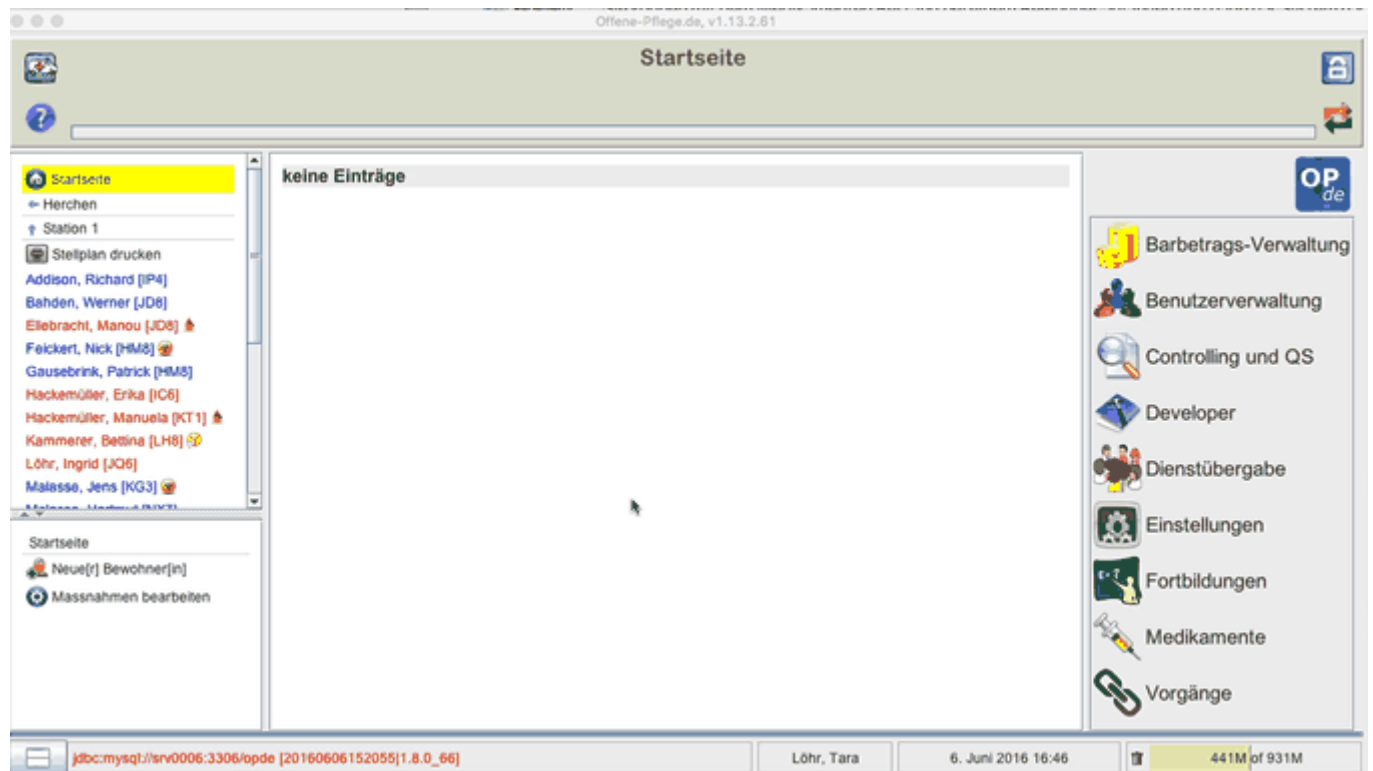 Offene-Pflege.de, v1.13.2.61
Startseite
Startseite
Herchen
Station 1
Stellplan drucken
Addison, Richard [IP4]
Bahden, Werner [JD8]
Ellebracht, Manou [JD8]
Feickert, Nick [HM8]
Gausebrink, Patrick [HM8]
Hackemüller, Erika [IC6]
Hackemüller, Manuela [KT1]
Kammerer, Bettina [LH8]
Löhr, Ingrid [JQ6]
Malasse, Jens [KG3]
Startseite
Neue[r] Bewohner[in]
Massnahmen bearbeiten
keine Einträge
OP
de
Barbetrags-Verwaltung
Benutzerverwaltung
Controlling und QS
Developer
Dienstübergabe
Einstellungen
Fortbildungen
Medikamente
Vorgänge
jdbc:mysql://srv0006:3306/opde [20160606152055|1.8.0_66]
Löhr, Tara
6. Juni 2016 16:46
441M of 931M